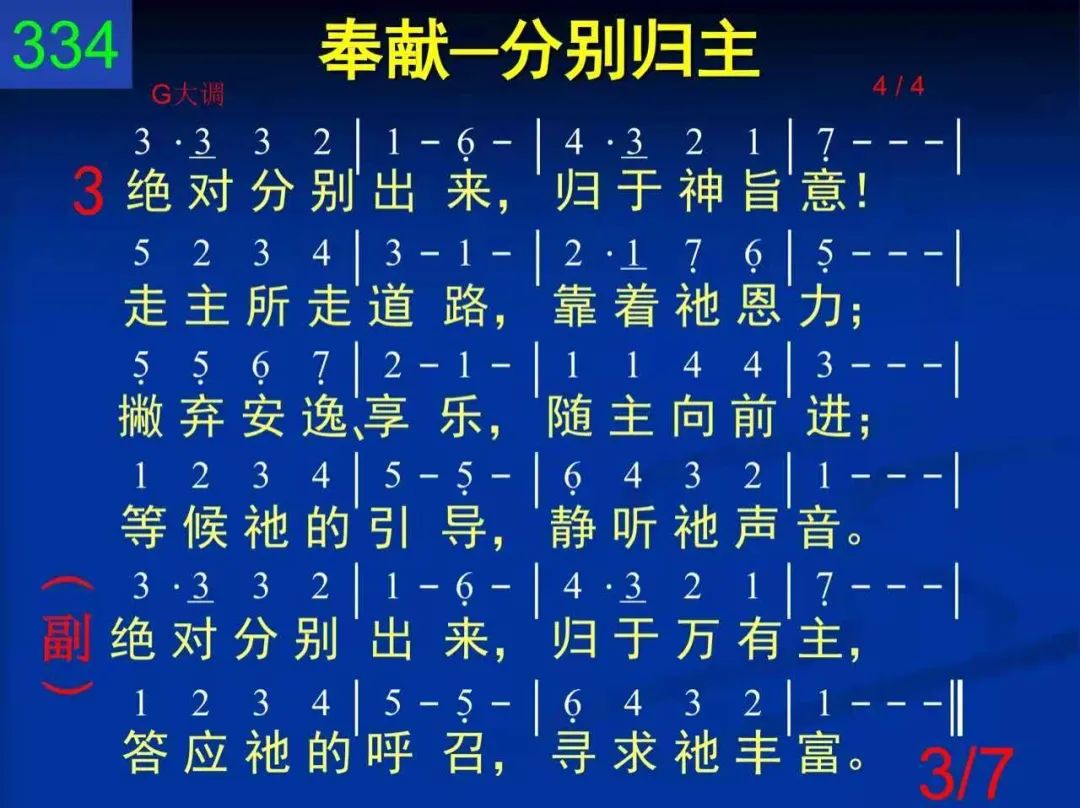 334
奉献—分别归主
G大调 4/4
3 ·3̲ 3 2 | 1 – 6̣ – | 4 ·3̲ 2 1 | 7̣ – – – |
3 绝对分别出来，归于神旨意！
5 2 3 4 | 3 – 1 – | 2 ·1̲ 7̣ 6̣ | 5̣ – – – |
走主所走道路，靠着祂恩力；
5̣ 5̣ 6̣ 7̣ | 2 – 1 – | 1 1 4 4 | 3 – – – |
撇弃安逸、享乐，随主向前进；
1 2 3 4 | 5 – 5̣ – | 6̣ 4 3 2 | 1 – – – |
等候祂的引导，静听祂声音。
3 ·3̲ 3 2 | 1 – 6̣ – | 4 ·3̲ 2 1 | 7̣ – – – |
（副）绝对分别出来，归于万有主，
1 2 3 4 | 5 – 5̣ – | 6̣ 4 3 2 | 1 – – – ‖
答应祂的呼召，寻求祂丰富。
3/7